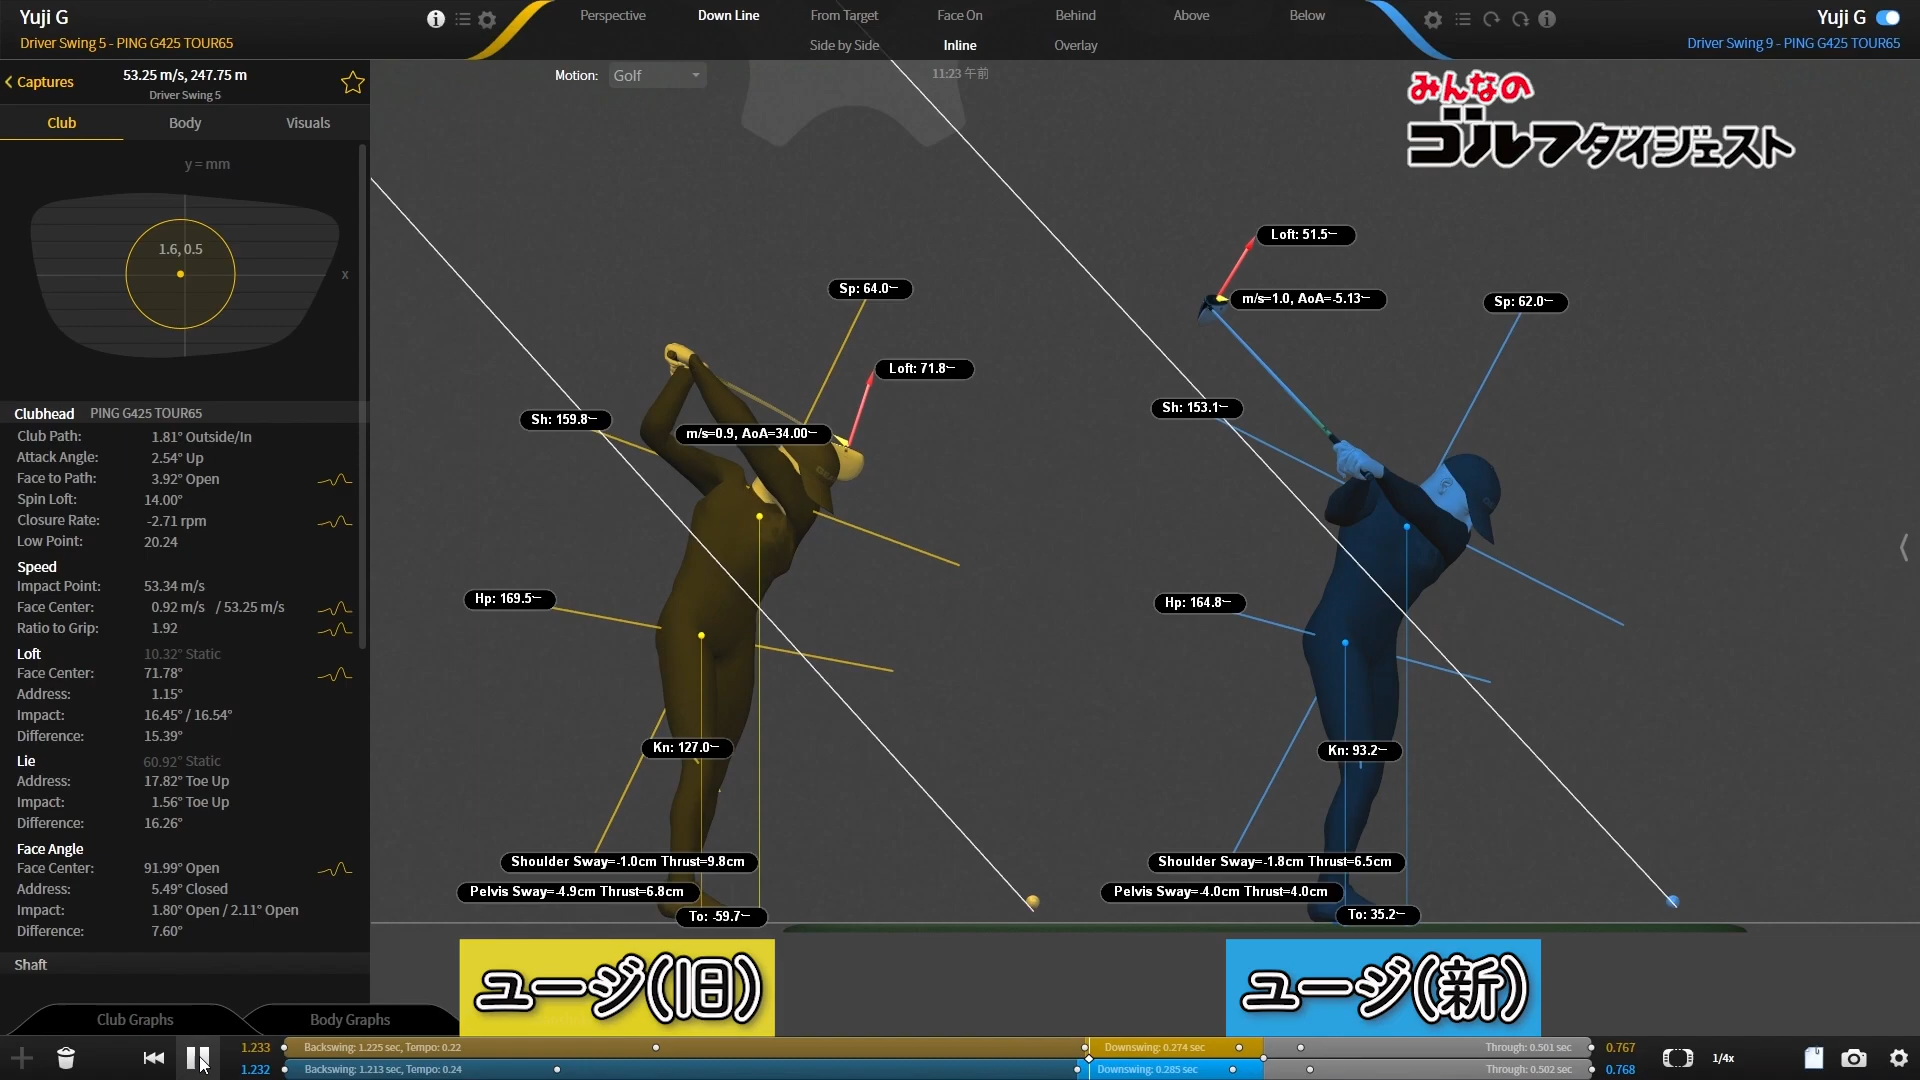 Yuji G
Driver Swing 5 - PING G425 TOUR65
Perspective
Down Line
From Target
Face On
Behind
Above
Below
Side by Side
Inline
Overlay
Yuji G
Driver Swing 9 - PING G425 TOUR65
Captures
53.25 m/s, 247.75 m
Driver Swing 5
Motion: Golf
11:23 午前
みんなの
ゴルフダイジェスト
Club
Body
Visuals
y = mm
1.6, 0.5
x
Clubhead PING G425 TOUR65
Club Path: 1.81° Outside/In
Attack Angle: 2.54° Up
Face to Path: 3.92° Open
Spin Loft: 14.00°
Closure Rate: -2.71 rpm
Low Point: 20.24
Speed
Impact Point: 53.34 m/s
Face Center: 0.92 m/s / 53.25 m/s
Ratio to Grip: 1.92
Loft 10.32° Static
Face Center: 71.78°
Address: 1.15°
Impact: 16.45° / 16.54°
Difference: 15.39°
Lie 60.92° Static
Address: 17.82° Toe Up
Impact: 1.56° Toe Up
Difference: 16.26°
Face Angle
Face Center: 91.99° Open
Address: 5.49° Closed
Impact: 1.80° Open / 2.11° Open
Difference: 7.60°
Shaft
Club Graphs
Body Graphs
Sp: 64.0
Loft: 71.8
Sh: 159.8
m/s=0.9, AoA=34.00
Hp: 169.5
Kn: 127.0
Shoulder Sway=-1.0cm Thrust=9.8cm
Pelvis Sway=-4.9cm Thrust=6.8cm
To: -59.7
Loft: 51.5
m/s=1.0, AoA=-5.13
Sp: 62.0
Sh: 153.1
Hp: 164.8
Kn: 93.2
Shoulder Sway=-1.8cm Thrust=6.5cm
Pelvis Sway=-4.0cm Thrust=4.0cm
To: 35.2
ユージ(旧)
ユージ(新)
1.233
Backswing: 1.225 sec, Tempo: 0.22
Downswing: 0.274 sec
Through: 0.501 sec
0.767
1.232
Backswing: 1.213 sec, Tempo: 0.24
Downswing: 0.285 sec
Through: 0.502 sec
0.768
1/4x